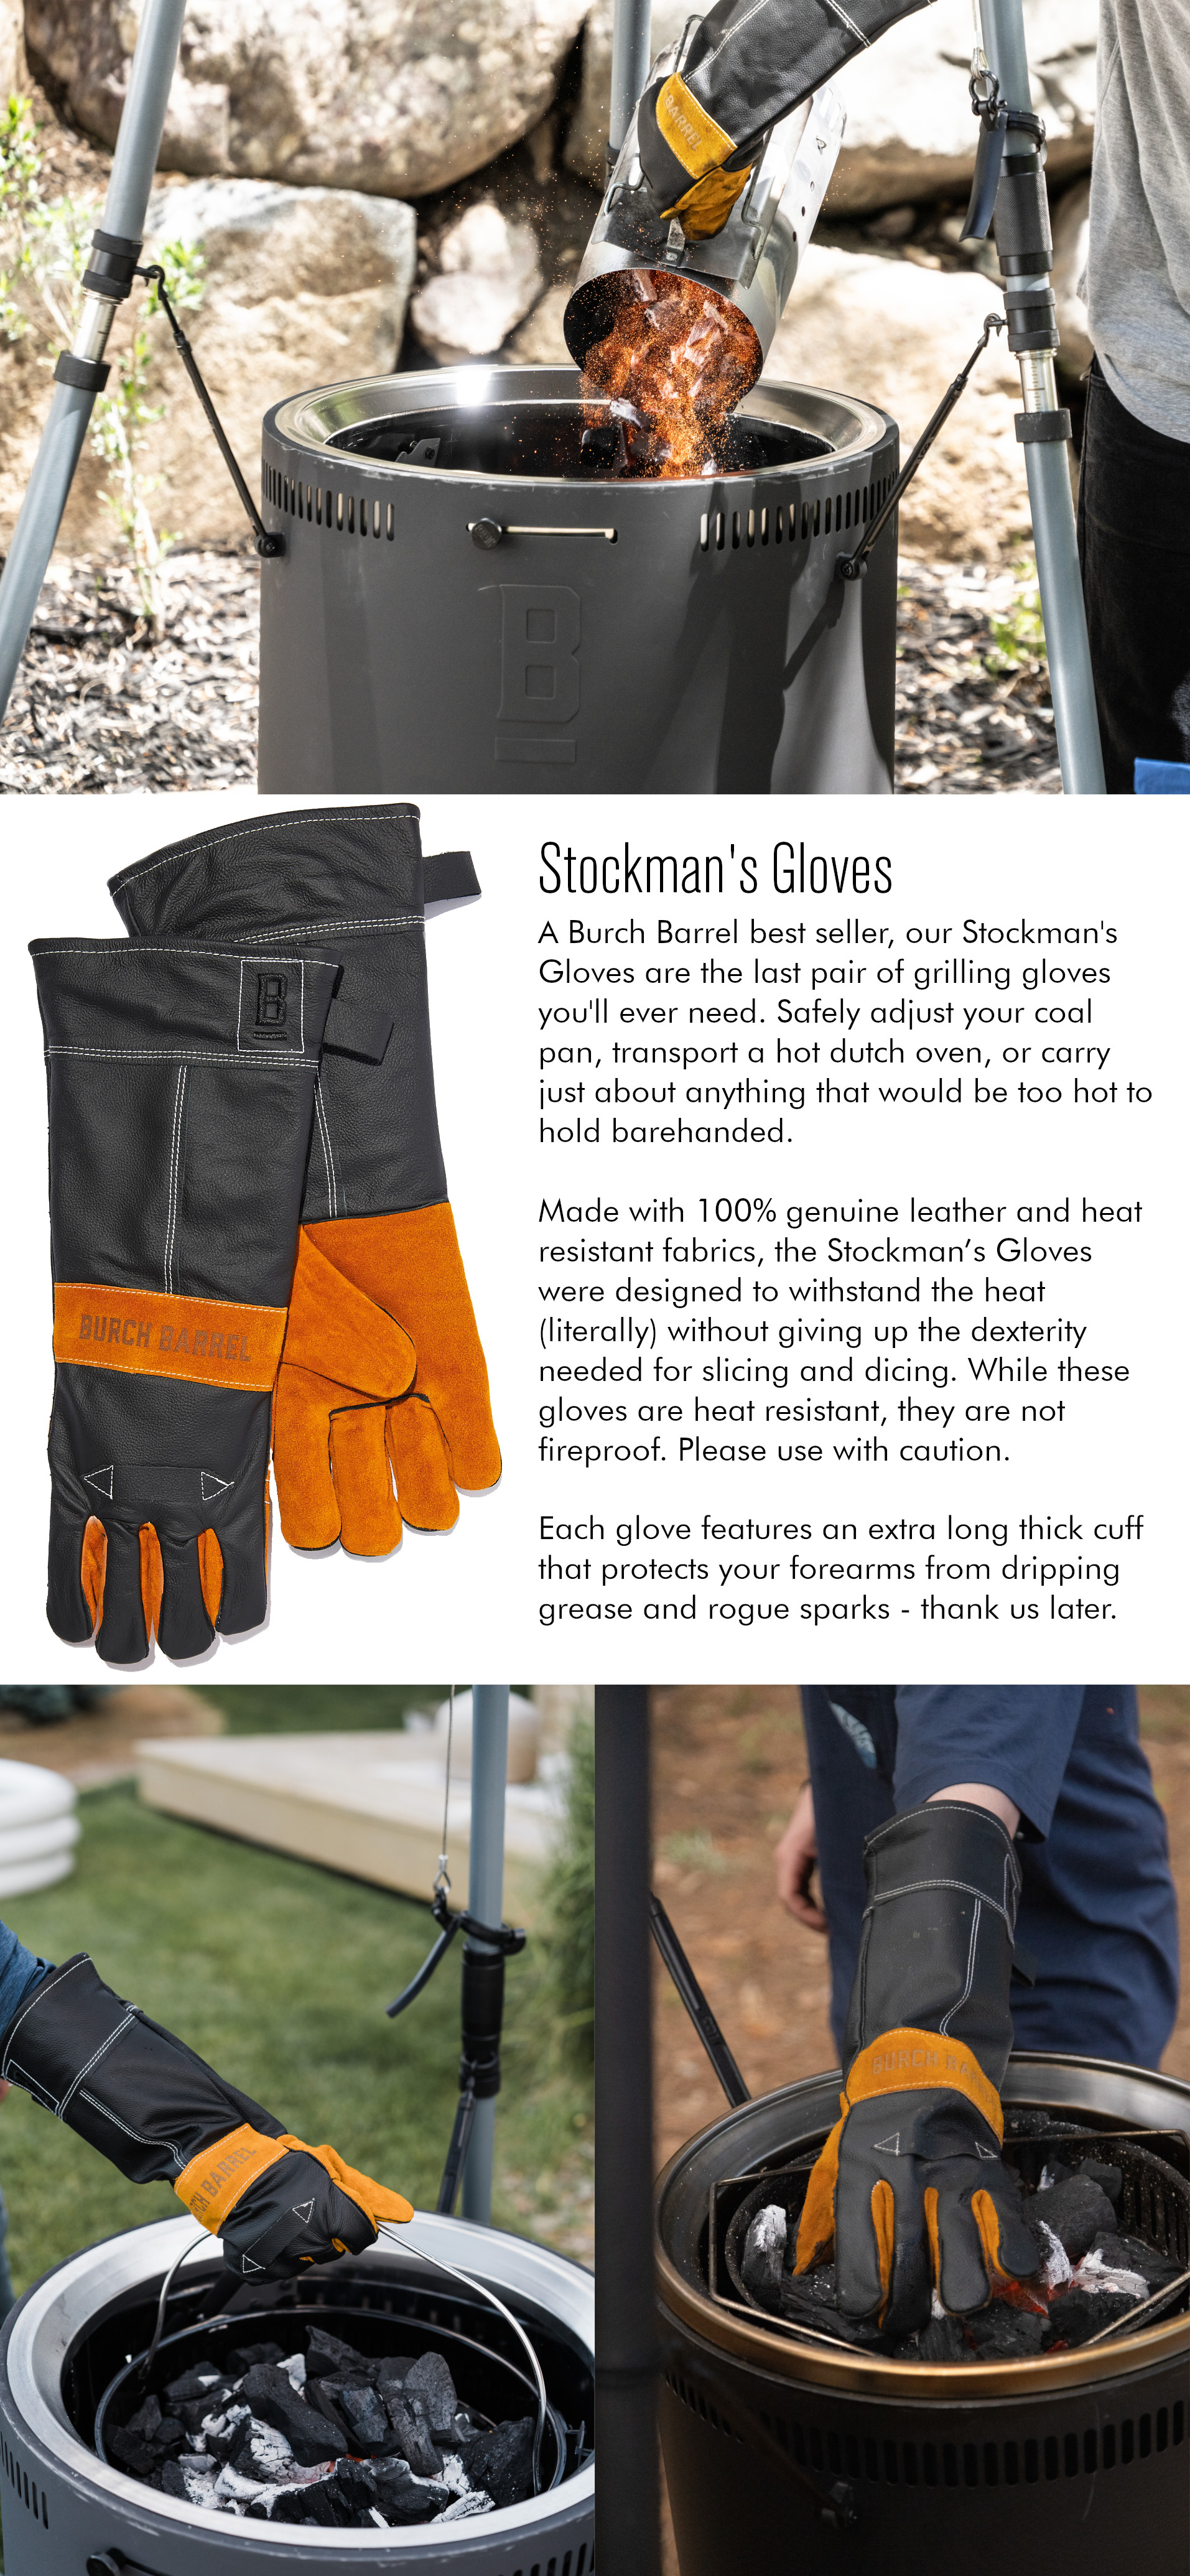 BARREL
B
Stockman's Gloves
A Burch Barrel best seller, our Stockman's
Gloves are the last pair of grilling gloves
you'll ever need. Safely adjust your coal
pan, transport a hot dutch oven, or carry
just about anything that would be too hot to
hold barehanded.
Made with 100% genuine leather and heat
resistant fabrics, the Stockman’s Gloves
were designed to withstand the heat
(literally) without giving up the dexterity
needed for slicing and dicing. While these
gloves are heat resistant, they are not
fireproof. Please use with caution.
Each glove features an extra long thick cuff
that protects your forearms from dripping
grease and rogue sparks - thank us later.
B
BURCH BARREL
BARREL
BURCH BARREL